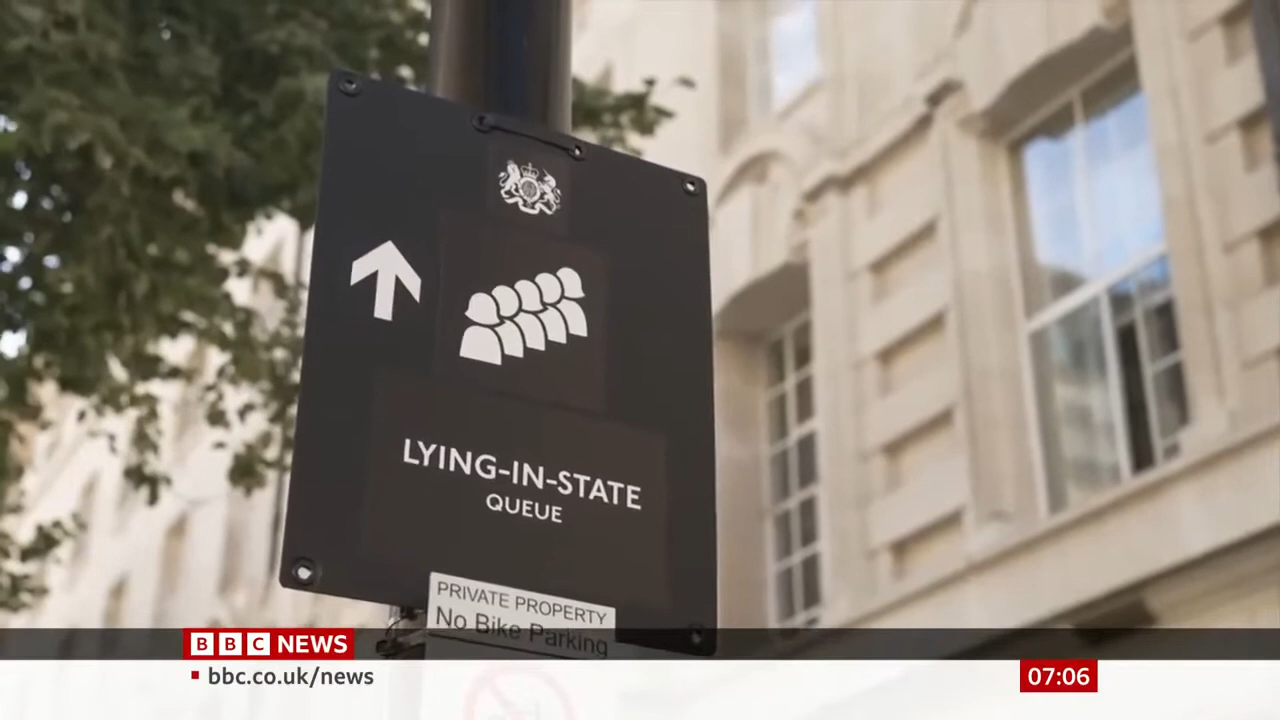 LYING-IN-STATE
QUEUE
PRIVATE PROPERTY
No Bike Parking
BBC NEWS
bbc.co.uk/news
07:06